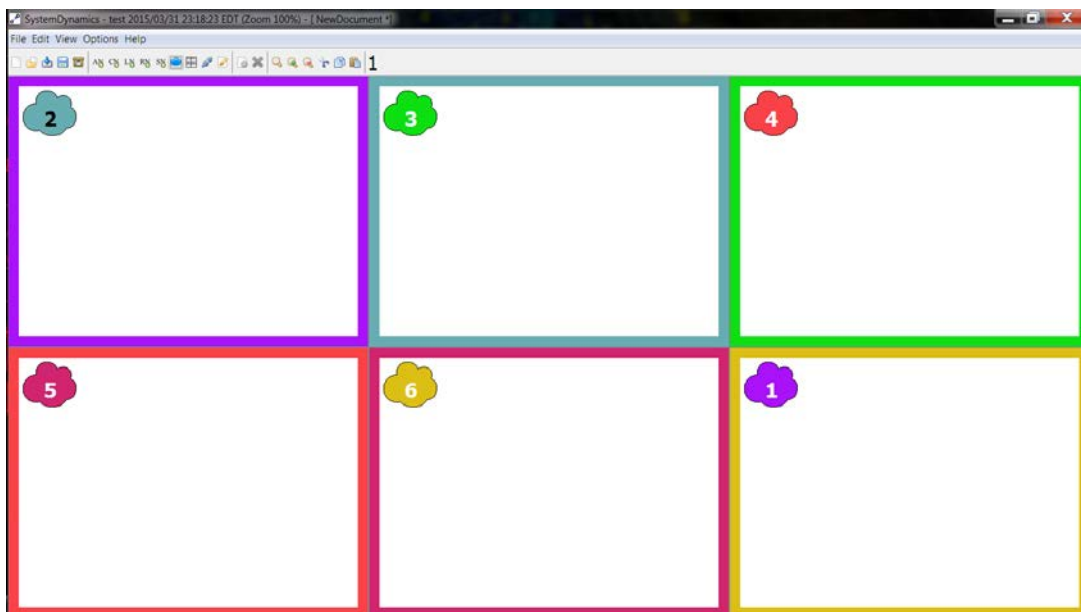 SystemDynamics - test 2015/03/31 23:18:23 EDT (Zoom 100%) - [ NewDocument *]
File Edit View Options Help
1
2 3 4
5 6 1